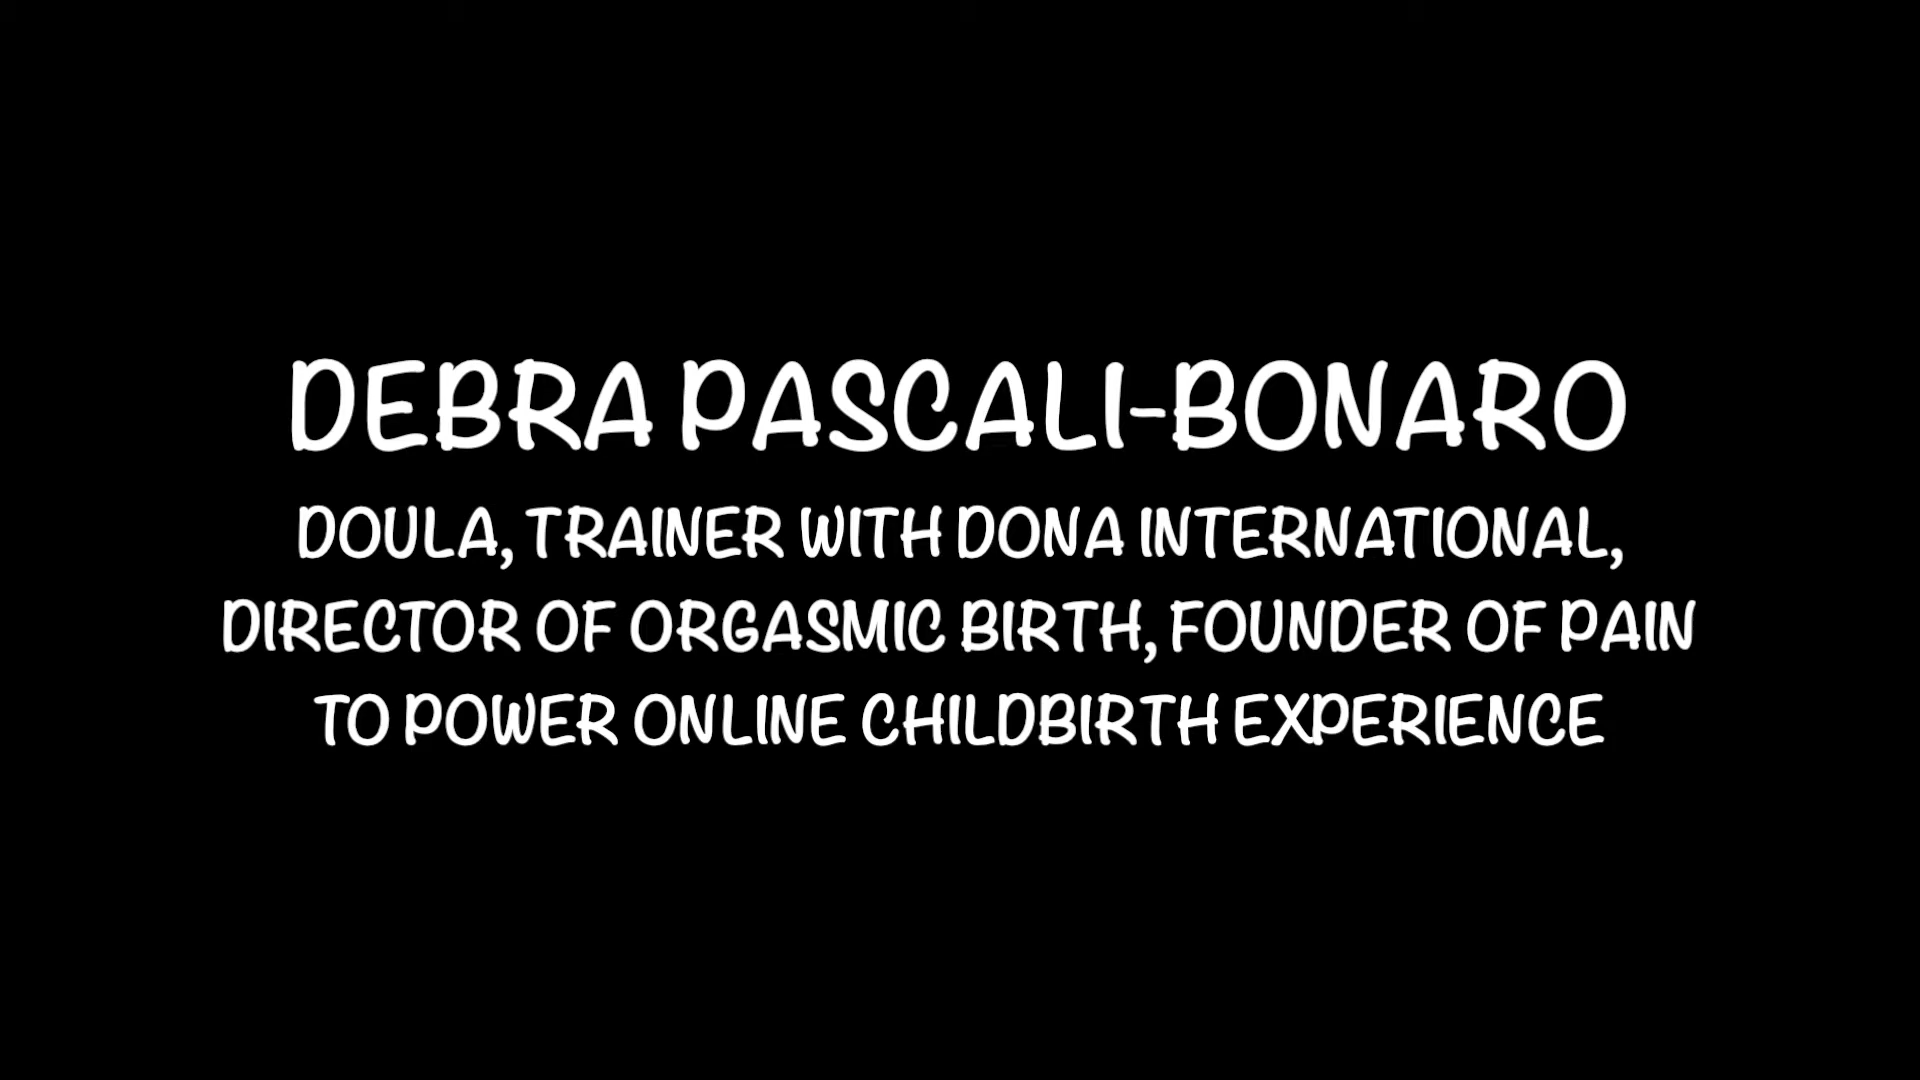 DEBRA PASCALI-BONARO
DOULA, TRAINER WITH DONA INTERNATIONAL,
DIRECTOR OF ORGASMIC BIRTH, FOUNDER OF PAIN
TO POWER ONLINE CHILDBIRTH EXPERIENCE